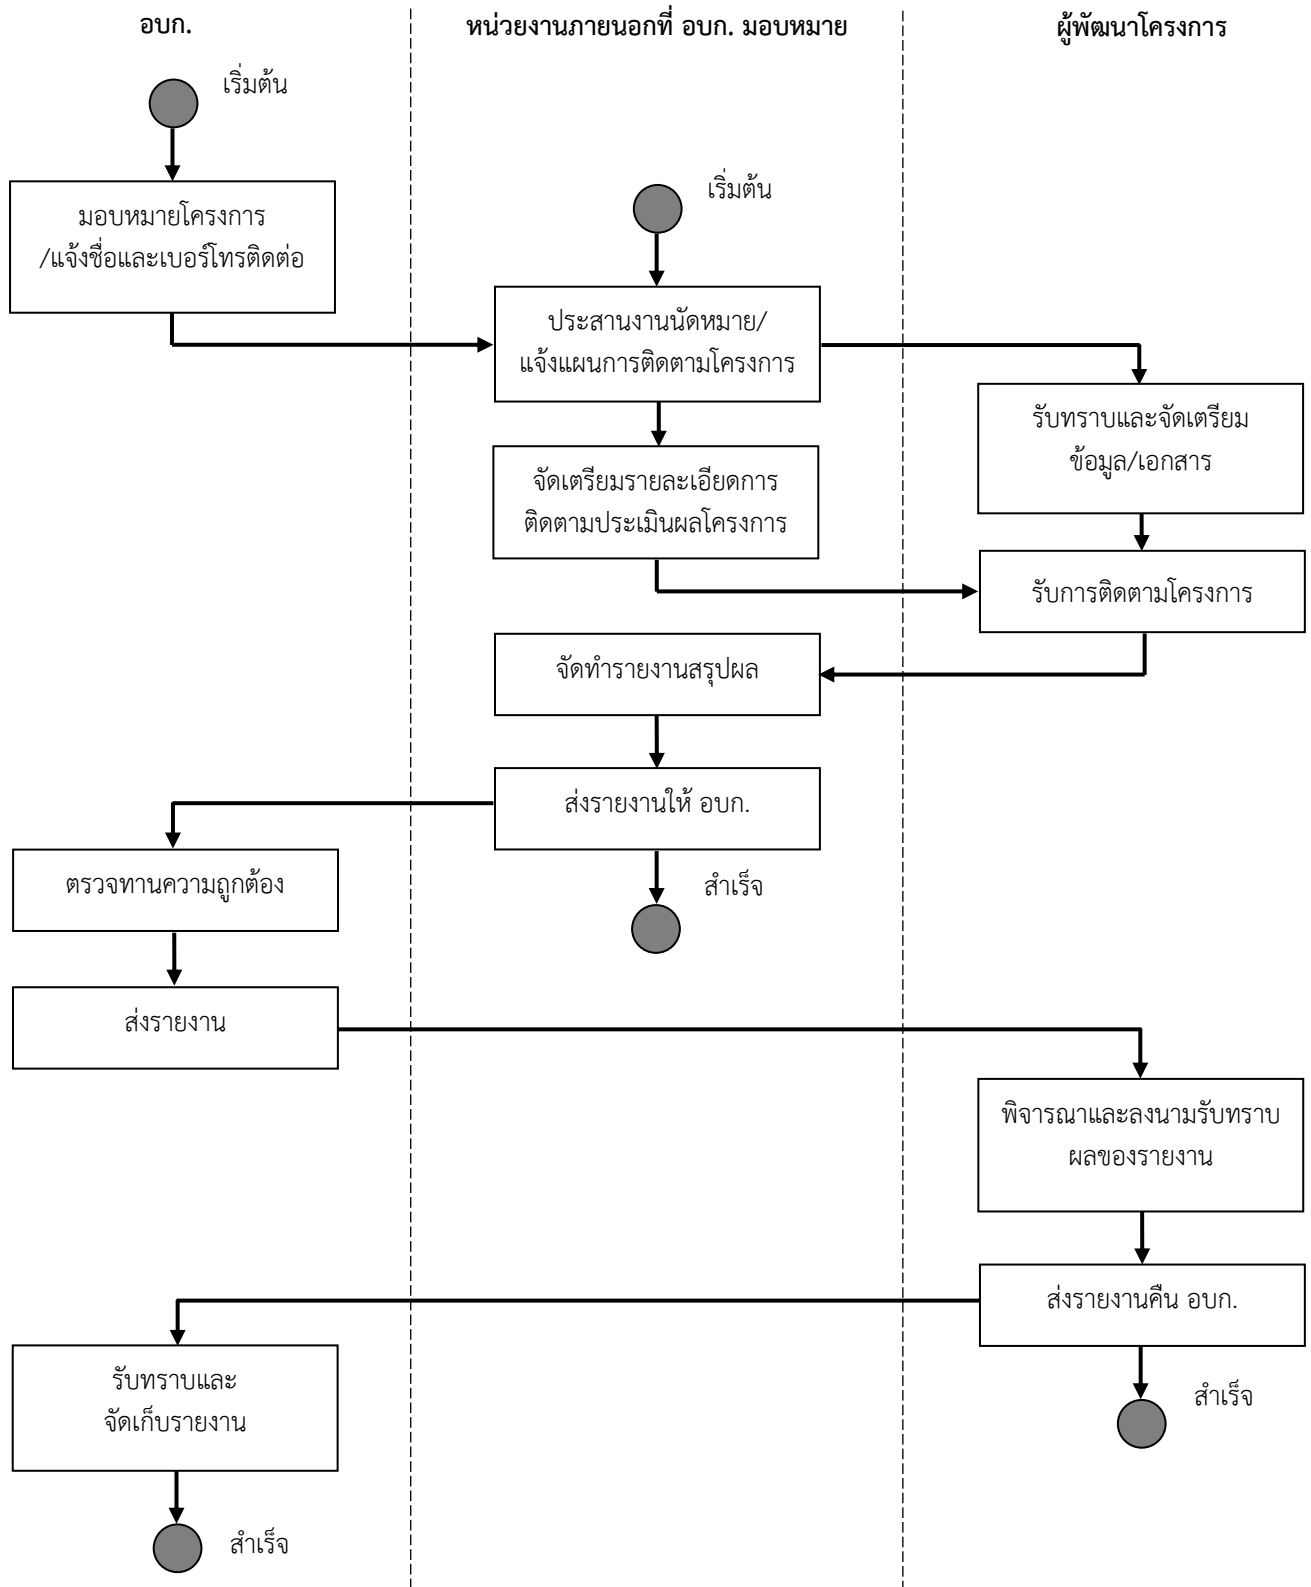 อบก.
หน่วยงานภายนอกที่ อบก. มอบหมาย
ผู้พัฒนาโครงการ
เริ่มต้น
มอบหมายโครงการ
/แจ้งชื่อและเบอร์โทรติดต่อ
เริ่มต้น
ประสานงานนัดหมาย/
แจ้งแผนการติดตามโครงการ
รับทราบและจัดเตรียม
ข้อมูล/เอกสาร
จัดเตรียมรายละเอียดการ
ติดตามประเมินผลโครงการ
รับการติดตามโครงการ
จัดทำรายงานสรุปผล
ส่งรายงานให้ อบก.
ตรวจทานความถูกต้อง
สำเร็จ
ส่งรายงาน
พิจารณาและลงนามรับทราบ
ผลของรายงาน
ส่งรายงานคืน อบก.
รับทราบและ
จัดเก็บรายงาน
สำเร็จ
สำเร็จ